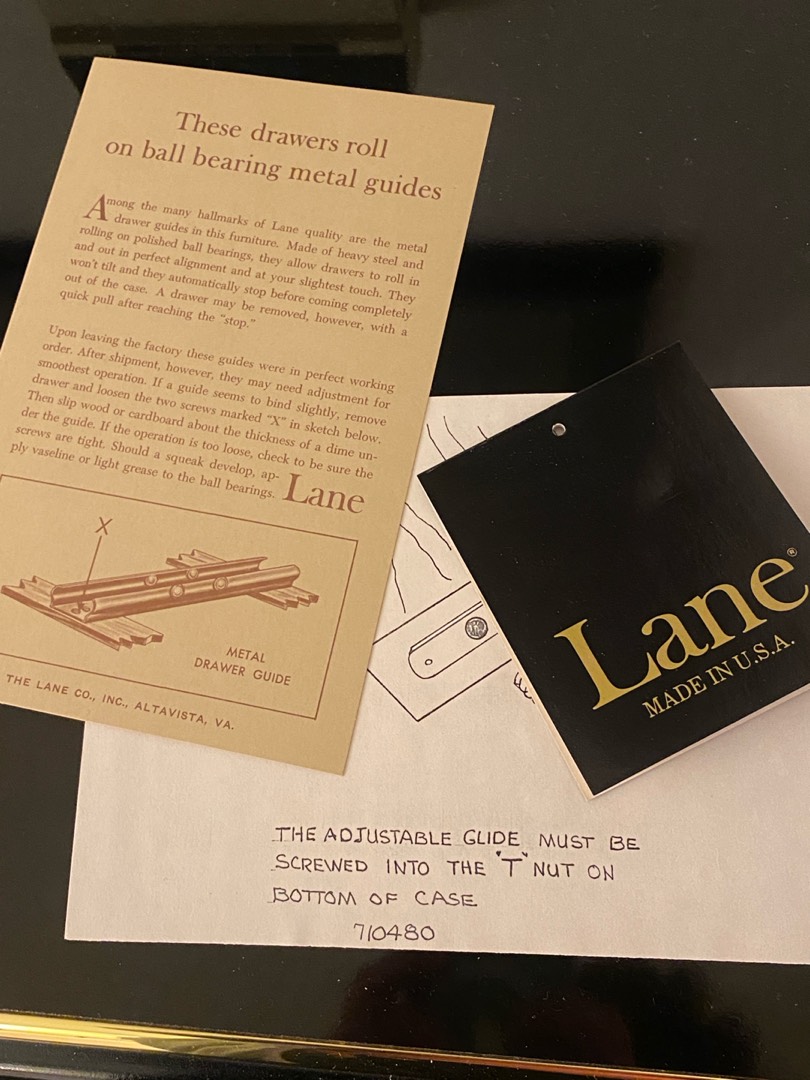 These drawers roll
on ball bearing metal guides
Among the many hallmarks of Lane quality are the metal
drawer guides in this furniture. Made of heavy steel and
rolling on polished ball bearings, they allow drawers to roll in
and out in perfect alignment and at your slightest touch. They
won't tilt and they automatically stop before coming completely
out of the case. A drawer may be removed, however, with a
quick pull after reaching the "stop."
Upon leaving the factory these guides were in perfect working
order. After shipment, however, they may need adjustment for
smoothest operation. If a guide seems to bind slightly, remove
drawer and loosen the two screws marked "X" in sketch below.
Then slip wood or cardboard about the thickness of a dime un-
der the guide. If the operation is too loose, check to be sure the
screws are tight. Should a squeak develop, ap-
ply vaseline or light grease to the ball bearings. Lane
X
METAL
DRAWER GUIDE
THE LANE CO., INC., ALTAVISTA, VA.
Lane®
MADE IN U.S.A.
THE ADJUSTABLE GLIDE MUST BE
SCREWED INTO THE "T" NUT ON
BOTTOM OF CASE
710480